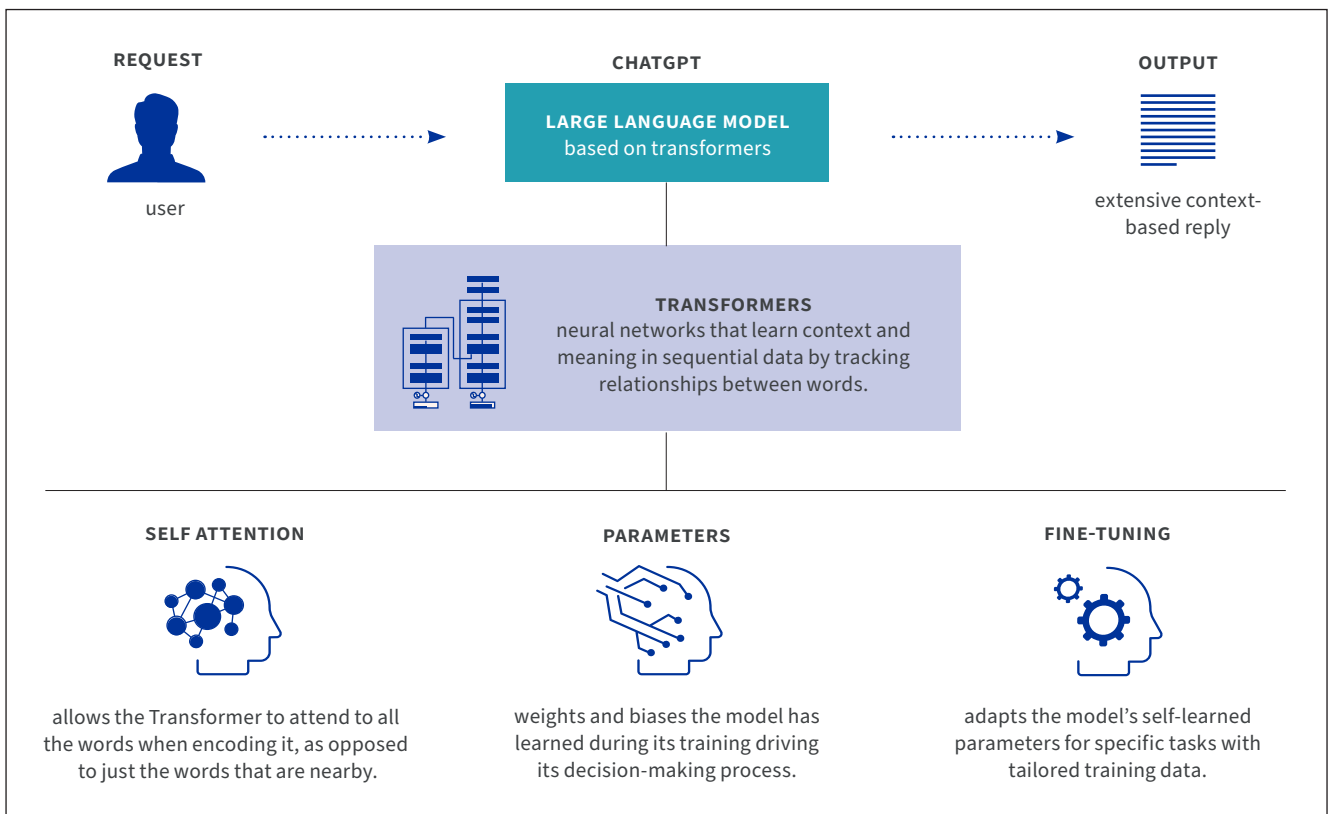 REQUEST
user
CHATGPT
LARGE LANGUAGE MODEL
based on transformers
OUTPUT
extensive context-
based reply
TRANSFORMERS
neural networks that learn context and
meaning in sequential data by tracking
relationships between words.
SELF ATTENTION
allows the Transformer to attend to all
the words when encoding it, as opposed
to just the words that are nearby.
PARAMETERS
weights and biases the model has
learned during its training driving
its decision-making process.
FINE-TUNING
adapts the model’s self-learned
parameters for specific tasks with
tailored training data.